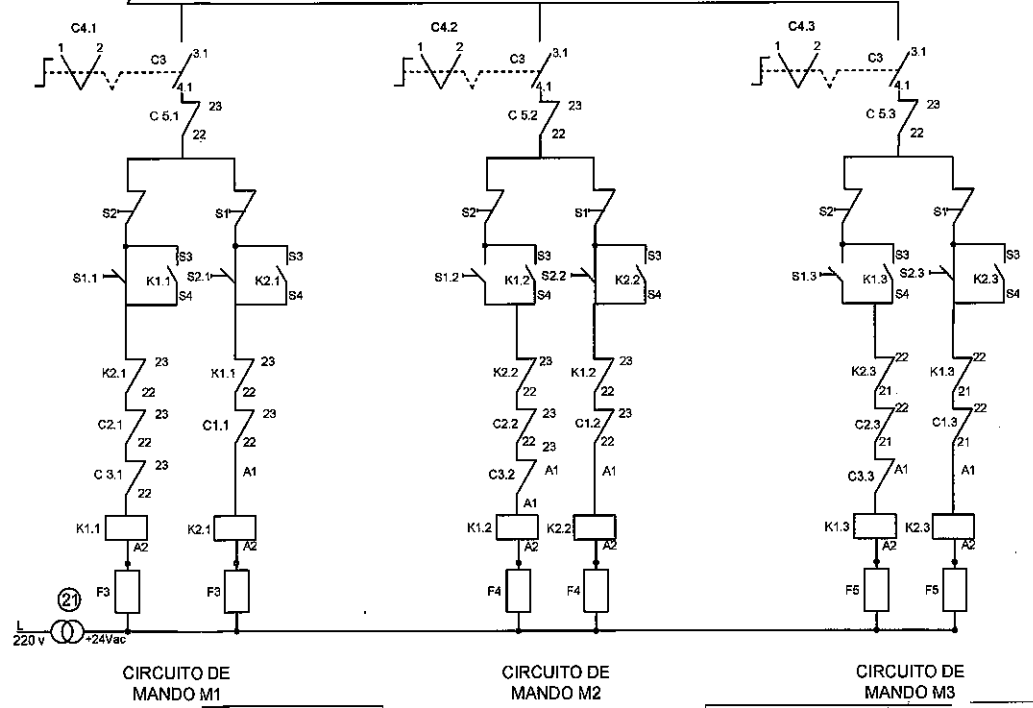 C4.1 C4.2 C4.3
1 2 C3 3.1 1 2 C3 3.1 1 2 C3 3.1
4.1 4.1 4.1
C 5.1 23 C 5.2 23 C 5.3 23
22 22 22
S2 S1 S2 S1 S2 S1
S3 S3 S3 S3 S3 S3
S1.1 K1.1 S2.1 K2.1 S1.2 K1.2 S2.2 K2.2 S1.3 K1.3 S2.3 K2.3
S4 S4 S4 S4 S4 S4
23 23 23 23 22 22
K2.1 K1.1 K2.2 K1.2 K2.3 K1.3
22 22 22 22 21 21
23 23 23 23 22 22
C2.1 C1.1 C2.2 C1.2 C2.3 C1.3
22 22 22 22 21 21
C 3.1 23 A1 23 C3.2 A1 A1 C3.3 A1 A1
22 A1
K1.1 K2.1 K1.2 K2.2 K1.3 K2.3
A2 A2 A2 A2 A2 A2
F3 F3 F4 F4 F5 F5
21
L
220 v +24Vac
CIRCUITO DE
MANDO M1
CIRCUITO DE
MANDO M2
CIRCUITO DE
MANDO M3